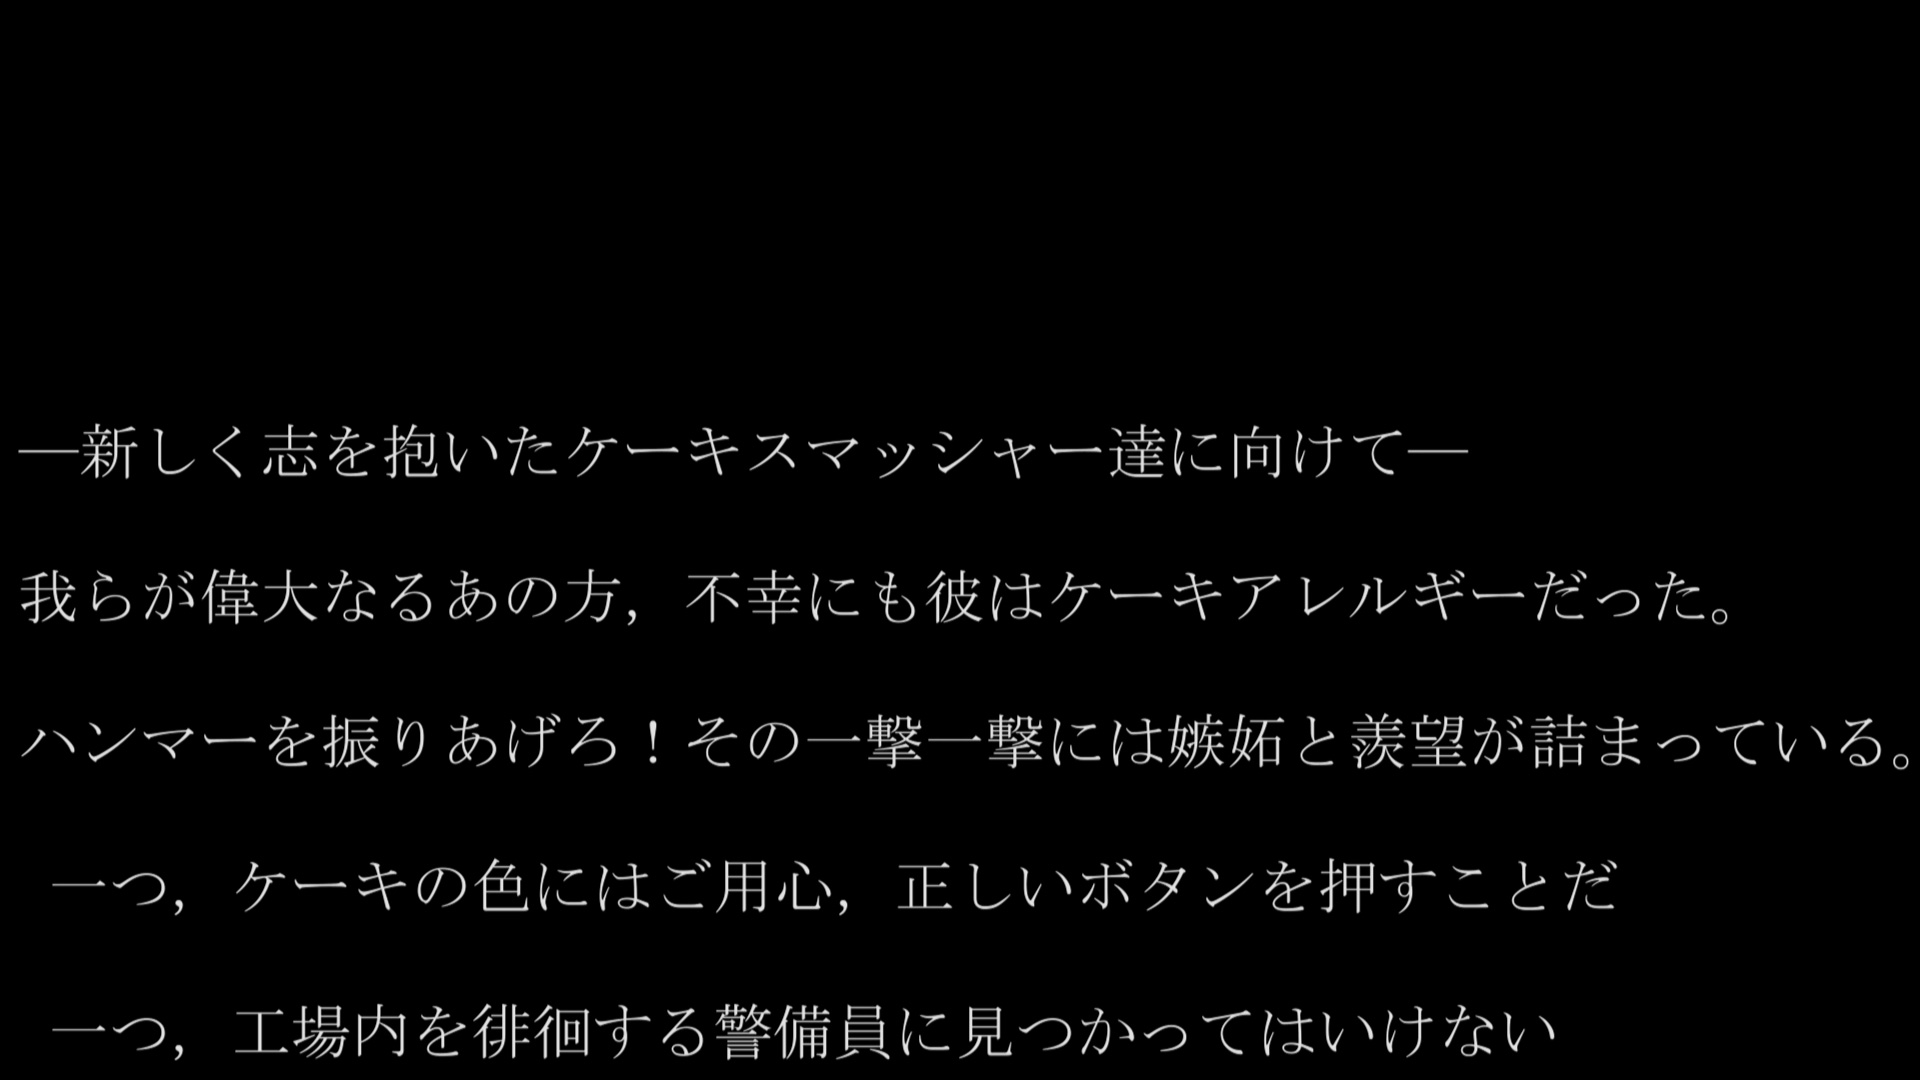 ―新しく志を抱いたケーキスマッシャー達に向けて―
我らが偉大なるあの方，不幸にも彼はケーキアレルギーだった。
ハンマーを振りあげろ！その一撃一撃には嫉妬と羨望が詰まっている。
一つ，ケーキの色にはご用心，正しいボタンを押すことだ
一つ，工場内を徘徊する警備員に見つかってはいけない